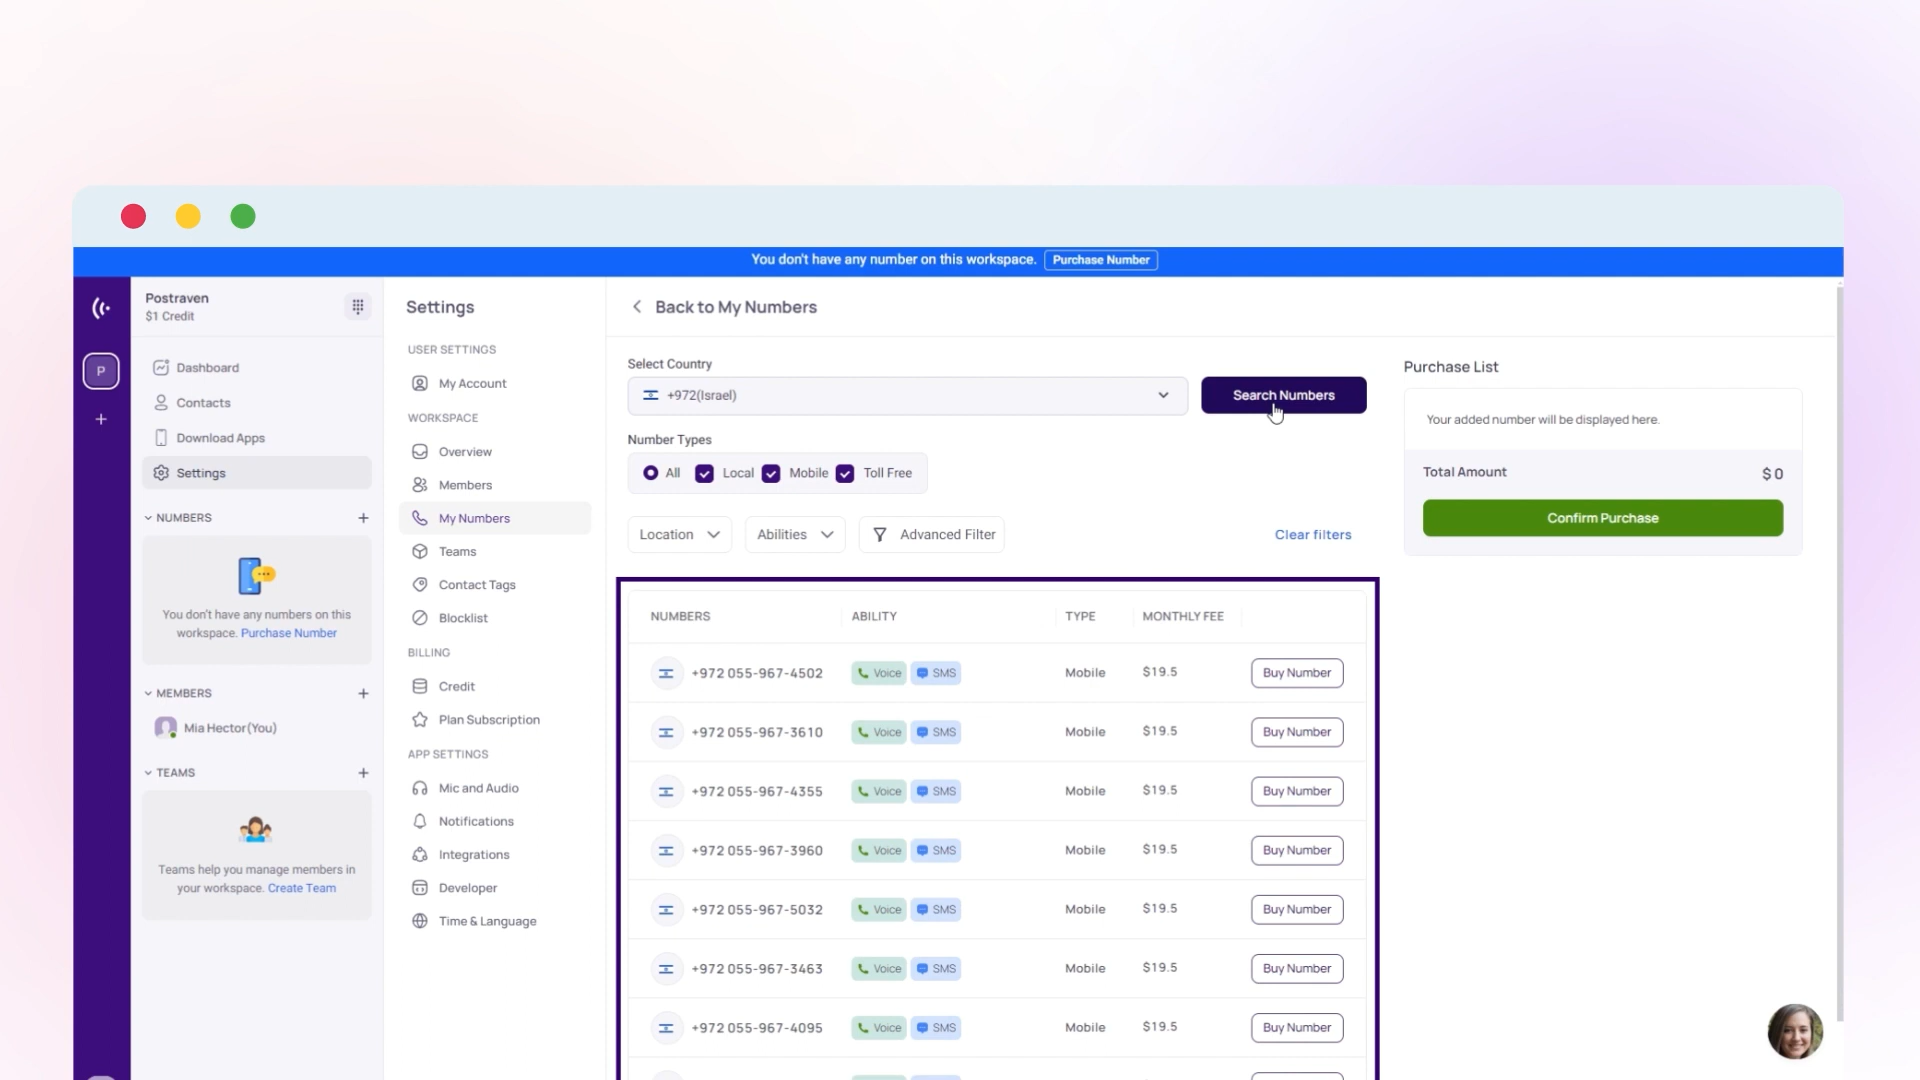 You don't have any number on this workspace. Purchase Number
Postraven
$1 Credit
P
Dashboard
Contacts
Download Apps
Settings
NUMBERS
You don't have any numbers on this
workspace. Purchase Number
MEMBERS
Mia Hector(You)
TEAMS
Teams help you manage members in
your workspace. Create Team
Settings
USER SETTINGS
My Account
WORKSPACE
Overview
Members
My Numbers
Teams
Contact Tags
Blocklist
BILLING
Credit
Plan Subscription
APP SETTINGS
Mic and Audio
Notifications
Integrations
Developer
Time & Language
Back to My Numbers
Select Country
+972(Israel)
Search Numbers
Number Types
All Local Mobile Toll Free
Location Abilities Advanced Filter Clear filters
NUMBERS ABILITY TYPE MONTHLY FEE
+972 055-967-4502 Voice SMS Mobile $19.5 Buy Number
+972 055-967-3610 Voice SMS Mobile $19.5 Buy Number
+972 055-967-4355 Voice SMS Mobile $19.5 Buy Number
+972 055-967-3960 Voice SMS Mobile $19.5 Buy Number
+972 055-967-5032 Voice SMS Mobile $19.5 Buy Number
+972 055-967-3463 Voice SMS Mobile $19.5 Buy Number
+972 055-967-4095 Voice SMS Mobile $19.5 Buy Number
Purchase List
Your added number will be displayed here.
Total Amount $ 0
Confirm Purchase